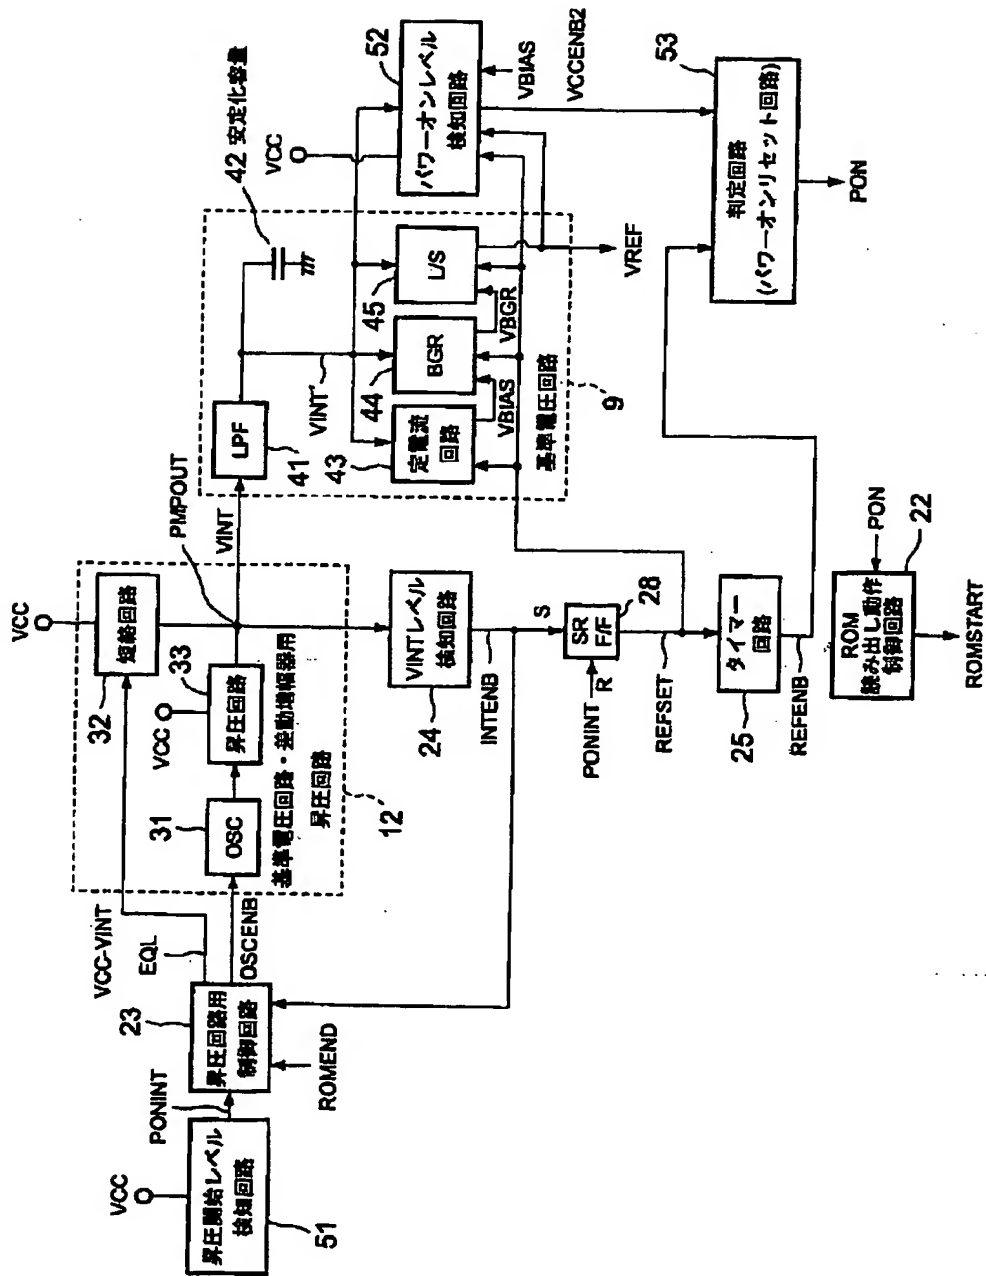 VCC
昇圧開始レベル
検知回路
51
PONINT
23
昇圧回路用
制御回路
ROMEND
VCC-VINT
EQL
OSCENB
VCC
32
短絡回路
VCC
33
昇圧回路
31
OSC
基準電圧回路・差動増幅器用
昇圧回路
12
PMPOUT
VINT
VINTレベル
検知回路
24
INTENB
S
SR
F/F
28
PONINT
R
REFSET
タイマー
回路
25
REFENB
PON
22
ROM
読み出し動作
制御回路
ROMSTART
LPF
41
42 安定化容量
VINT'
定電流
回路
43
VBIAS
BGR
44
VBGR
L/S
45
基準電圧回路
9
VREF
VCC
52
パワーオンレベル
検知回路
VBIAS
VCCENB2
53
判定回路
(パワーオンリセット回路)
PON